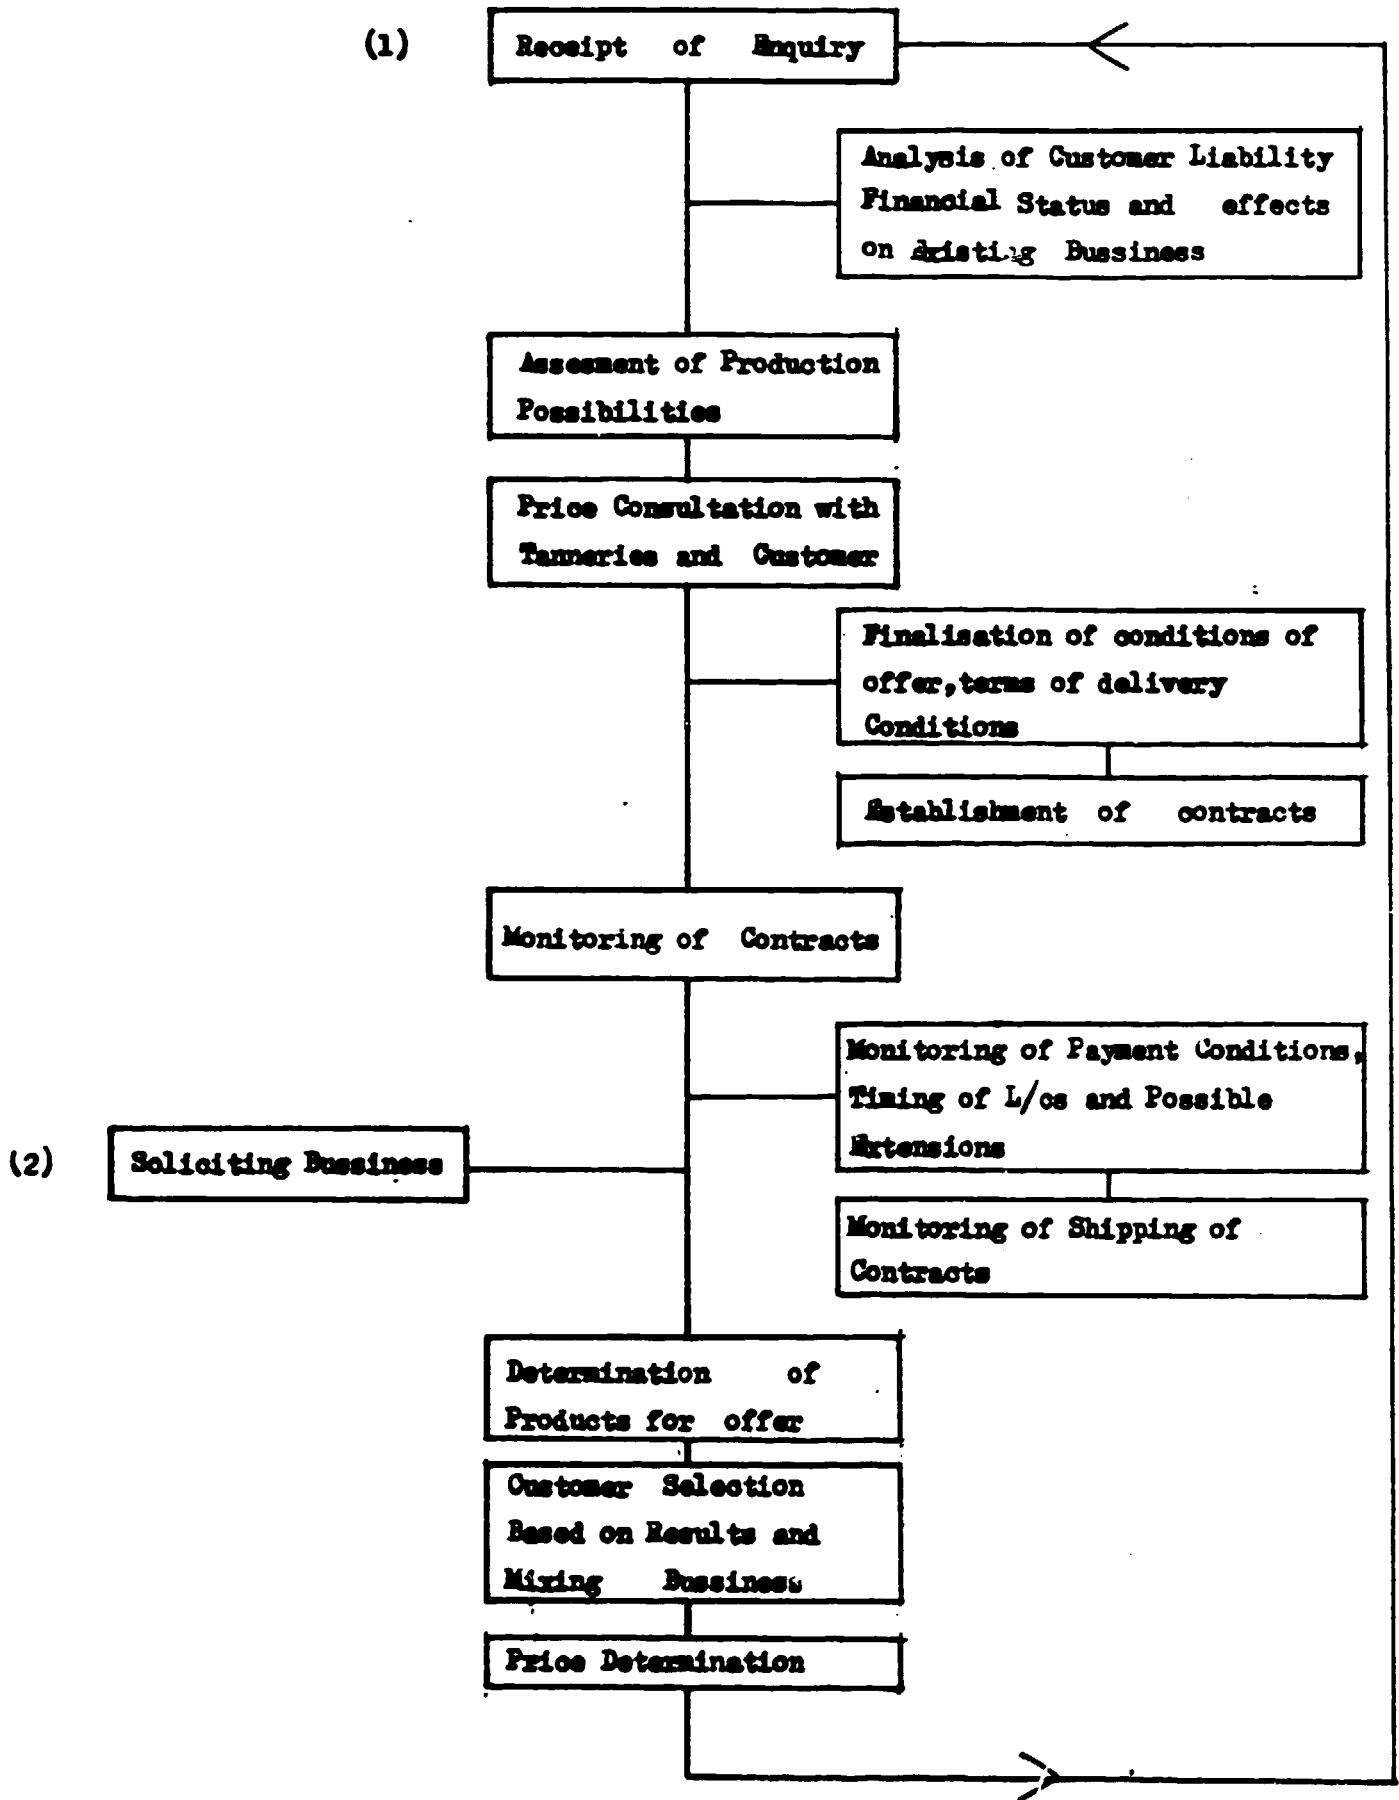 (1)
Receipt of Enquiry
Analysis of Customer Liability
Financial Status and effects
on Existing Bussiness
Assesment of Production
Possibilities
Price Consultation with
Tanneries and Customer
Finalisation of conditions of
offer,terms of delivery
Conditions
Establishment of contracts
Monitoring of Contracts
Monitoring of Payment Conditions,
Timing of L/cs and Possible
Extensions
(2)
Soliciting Bussiness
Monitoring of Shipping of
Contracts
Determination of
Products for offer
Customer Selection
Based on Results and
Mixing Bussiness
Price Determination